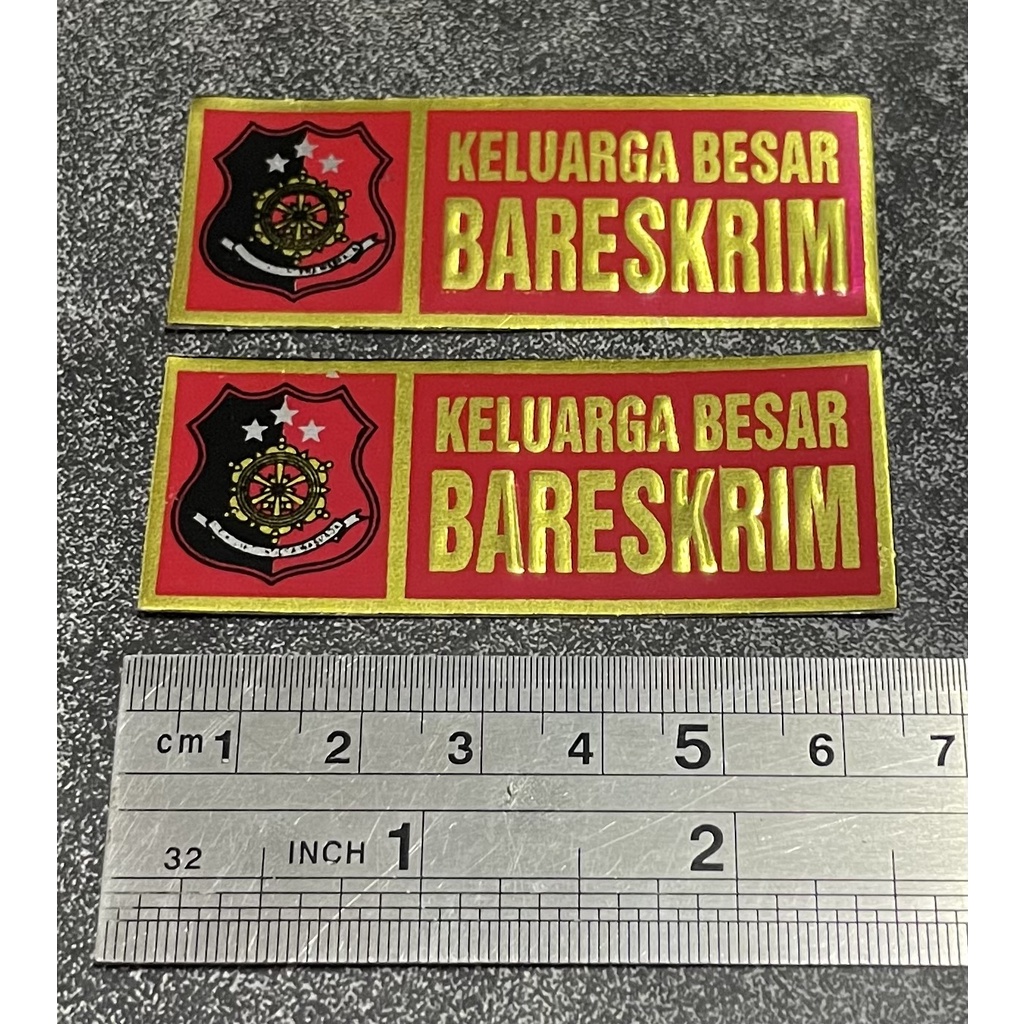 KELUARGA BESAR
BARESKRIM
KELUARGA BESAR
BARESKRIM
cm 1 2 3 4 5 6 7
32 INCH 1 2